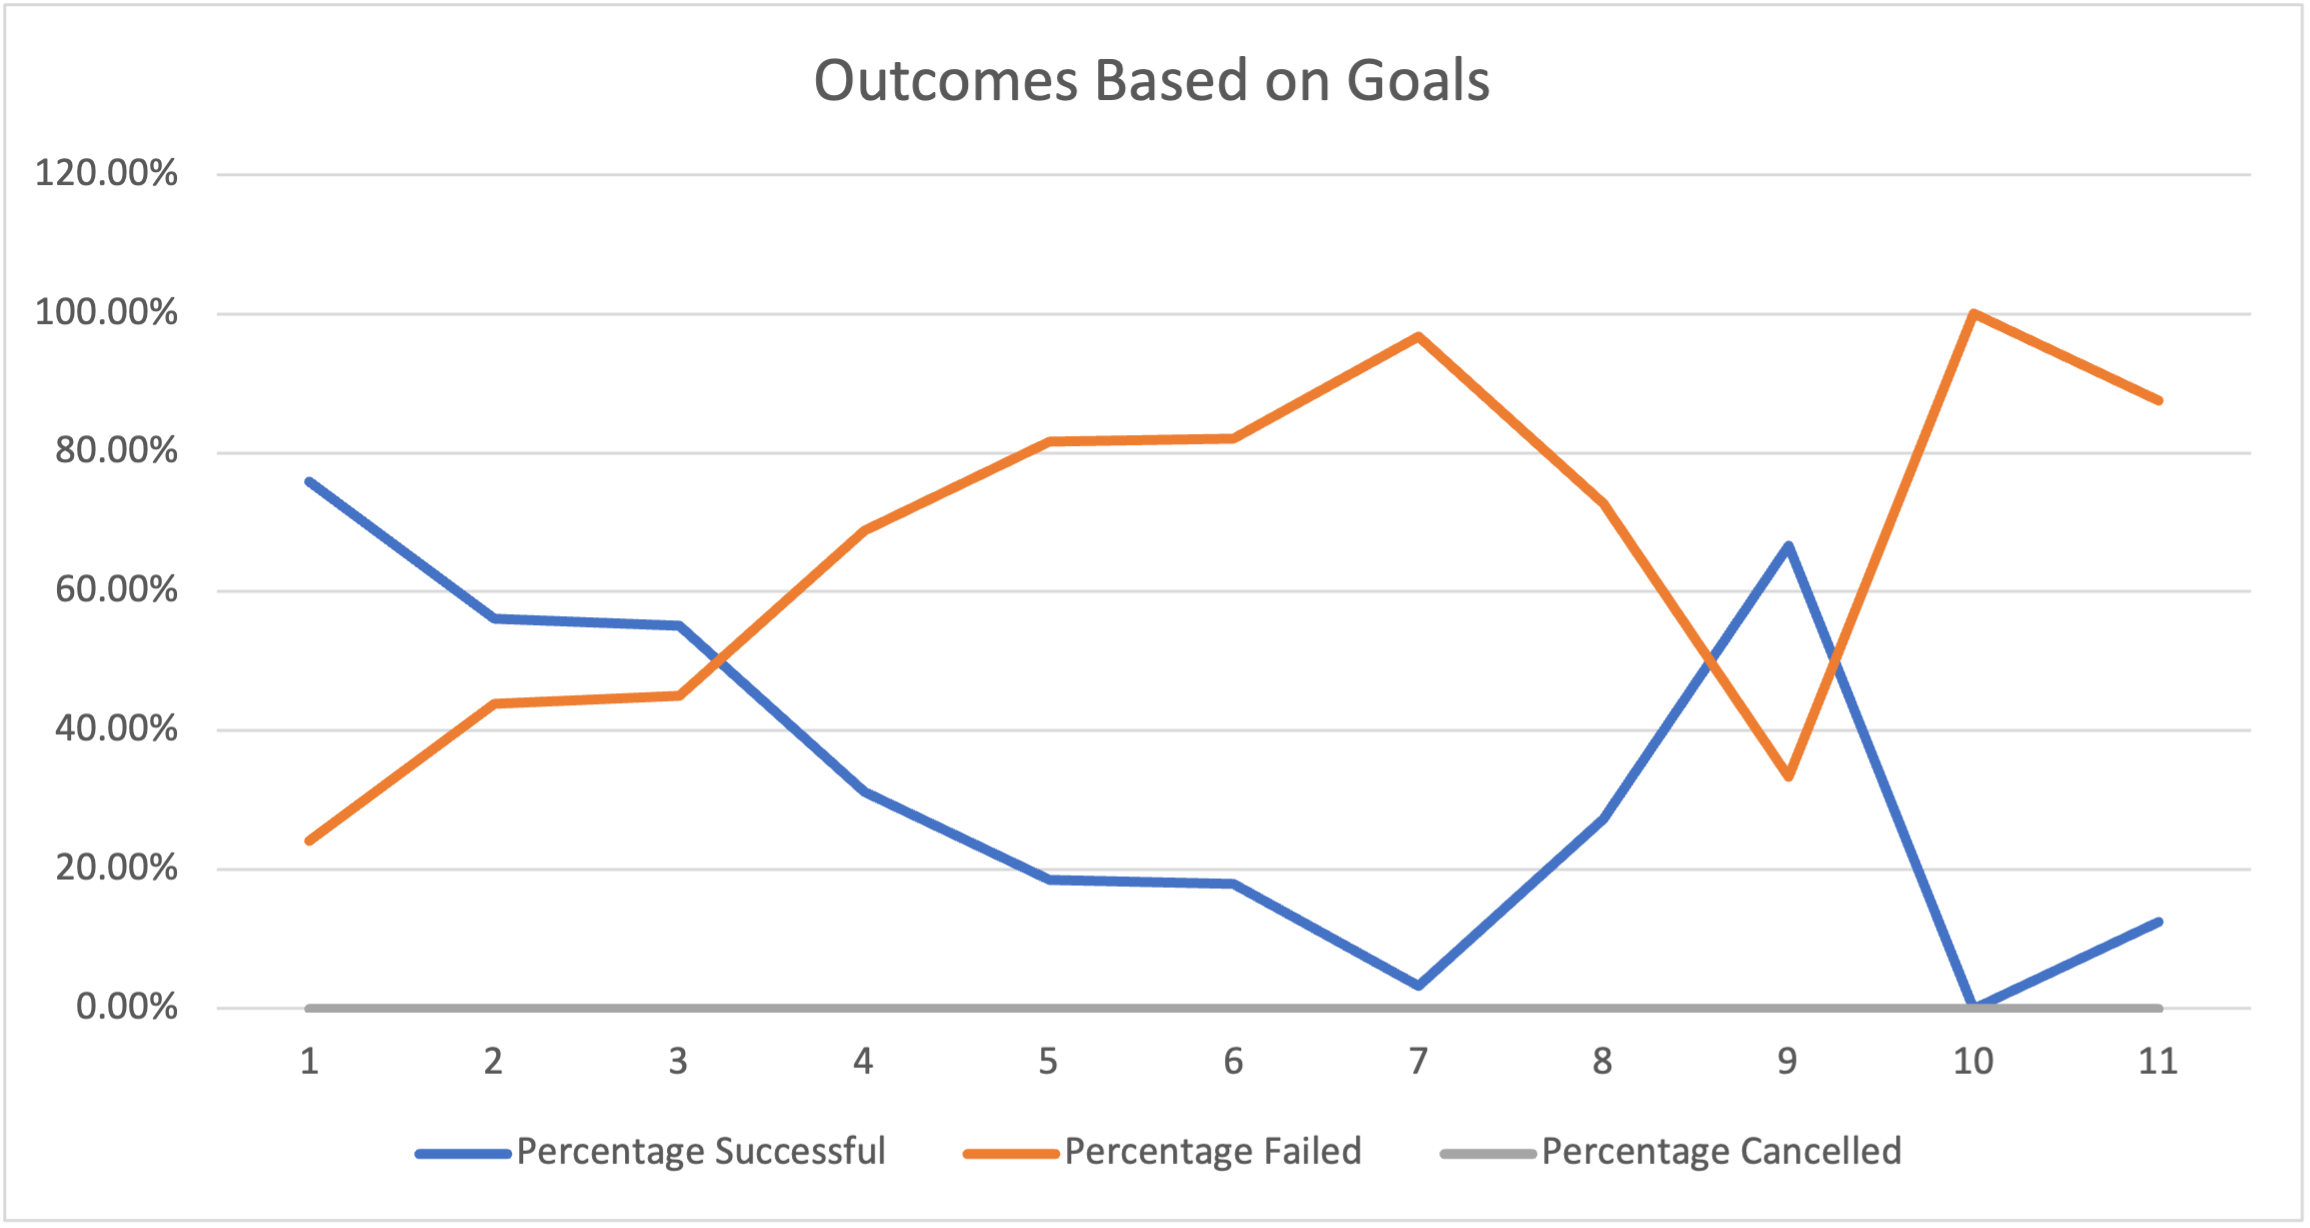 Outcomes Based on Goals
120.00%
100.00%
80.00%
60.00%
40.00%
20.00%
0.00%
1 2 3 4 5 6 7 8 9 10 11
Percentage Successful Percentage Failed Percentage Cancelled